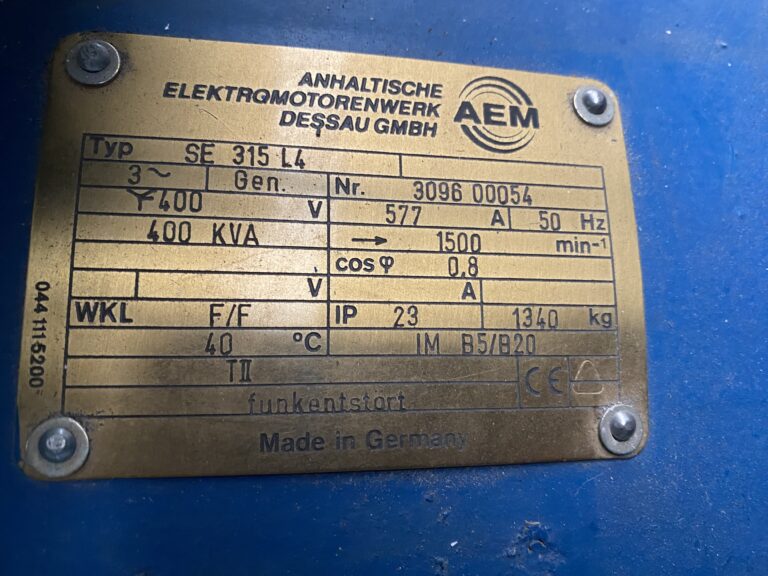 ANHALTISCHE
ELEKTROMOTORENWERK
DESSAU GMBH
AEM
Typ SE 315 L4
3~ Gen. Nr. 3096 00054
Y400 V 577 A 50 Hz
400 KVA → 1500 min-1
cos φ 0,8
V A
WKL F/F IP 23 1340 kg
40 °C IM B5/B20
TII CE
funkentstört
Made in Germany
044 111 5200